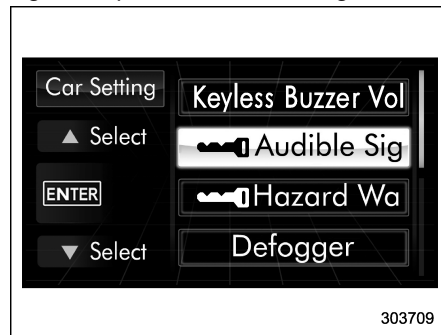 Car Setting
▲ Select
ENTER
▼ Select
Keyless Buzzer Vol
Audible Sig
Hazard Wa
Defogger
303709